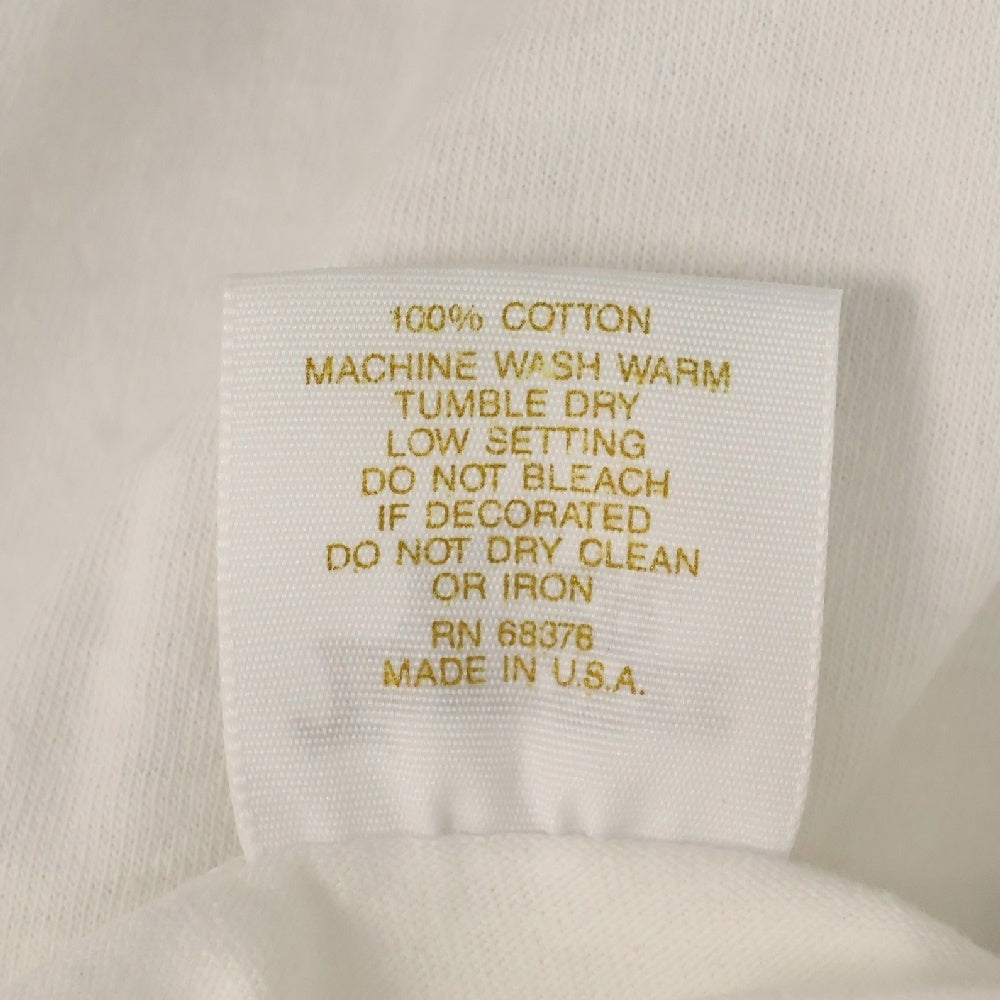 100% COTTON
MACHINE WASH WARM
TUMBLE DRY
LOW SETTING
DO NOT BLEACH
IF DECORATED
DO NOT DRY CLEAN
OR IRON
RN 68376
MADE IN U.S.A.